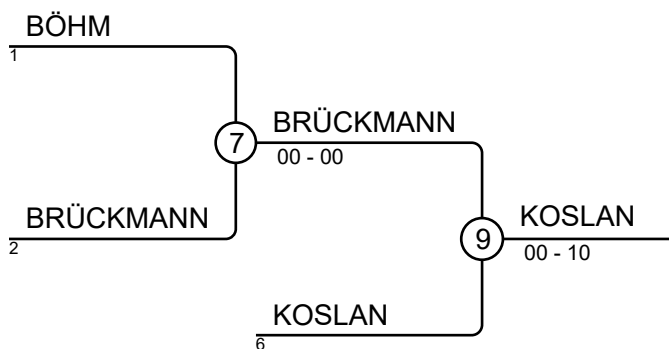 BÖHM
1
7
BRÜCKMANN
00 - 00
BRÜCKMANN
2
9
KOSLAN
00 - 10
KOSLAN
6